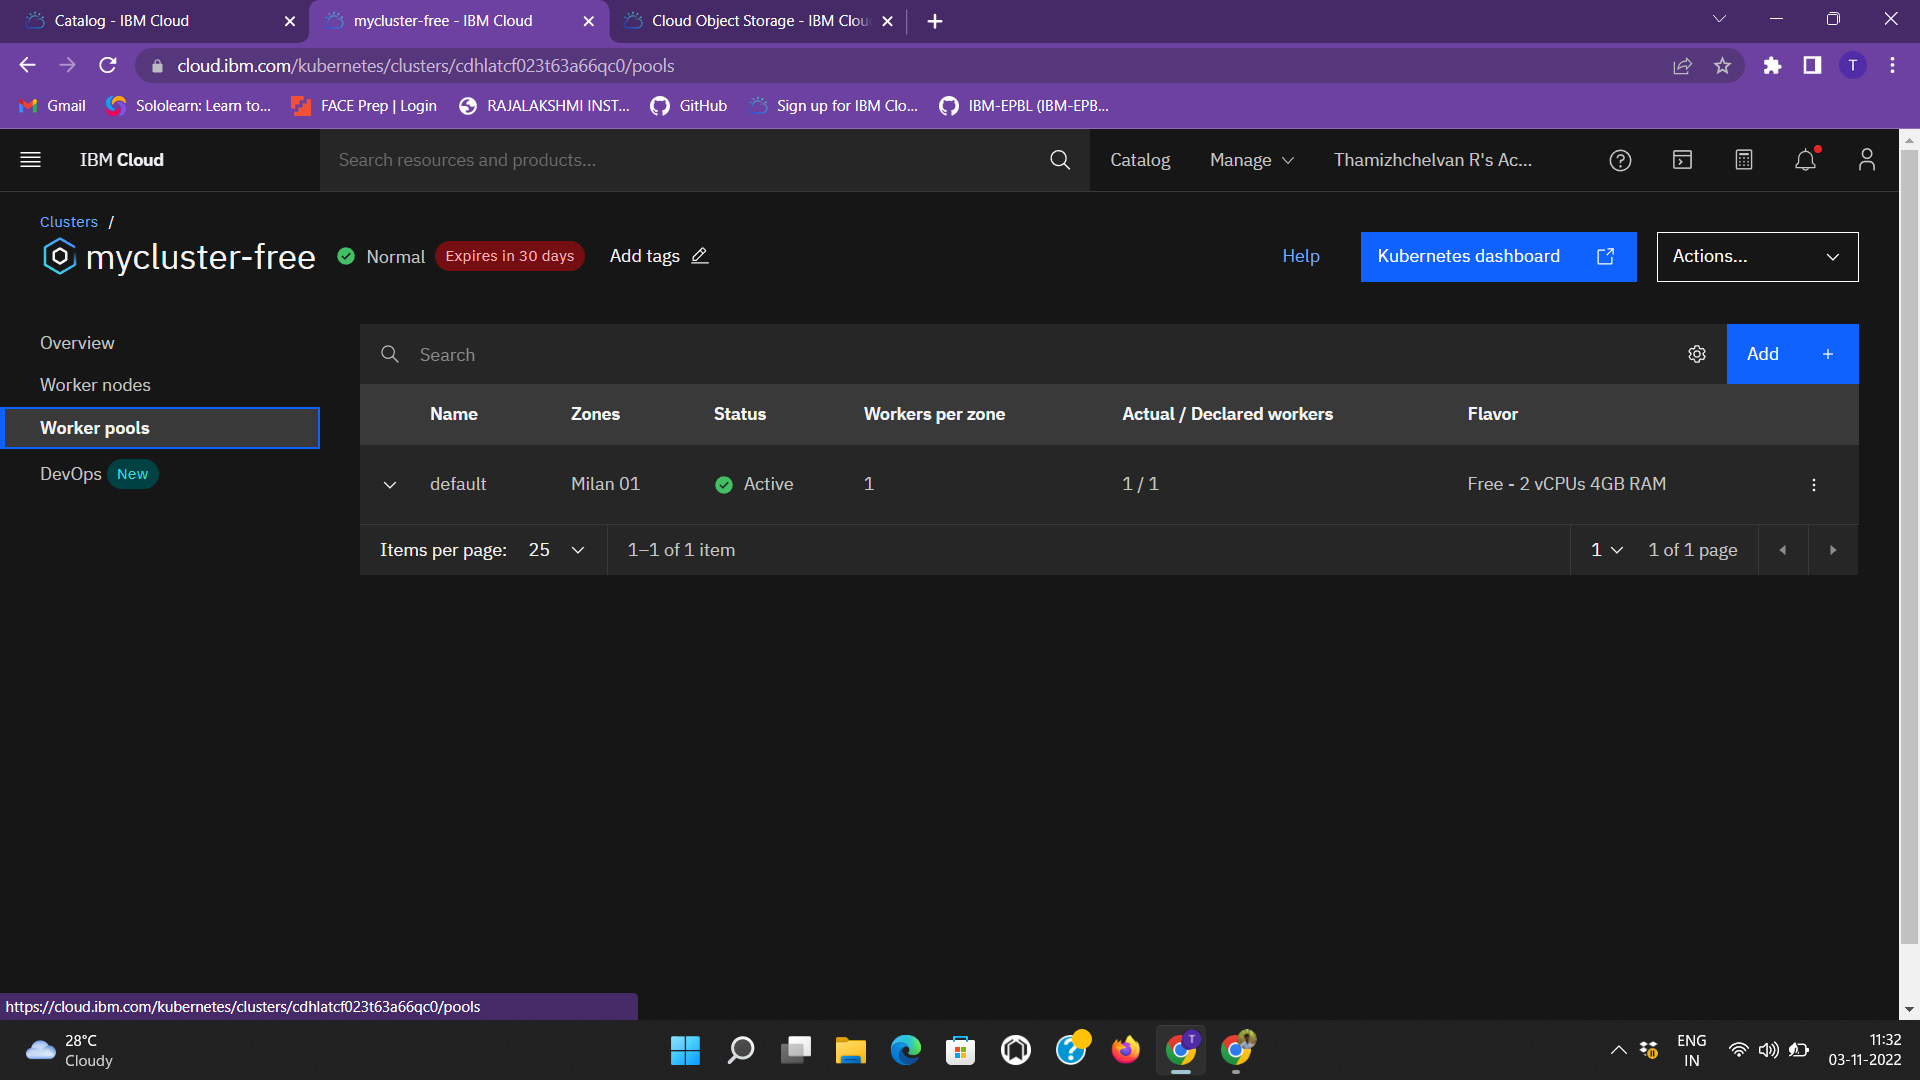 Catalog - IBM Cloud
mycluster-free - IBM Cloud
Cloud Object Storage - IBM Clou
cloud.ibm.com/kubernetes/clusters/cdhlatcf023t63a66qc0/pools
T
Gmail
Sololearn: Learn to...
FACE Prep | Login
RAJALAKSHMI INST...
GitHub
Sign up for IBM Clo...
IBM-EPBL (IBM-EPB...
IBM Cloud
Search resources and products...
Catalog
Manage
Thamizhchelvan R's Ac...
Clusters /
mycluster-free
Normal
Expires in 30 days
Add tags
Help
Kubernetes dashboard
Actions...
Overview
Worker nodes
Worker pools
DevOps New
Search
Add +
Name Zones Status Workers per zone Actual / Declared workers Flavor
default Milan 01 Active 1 1 / 1 Free - 2 vCPUs 4GB RAM
Items per page: 25 1–1 of 1 item 1 1 of 1 page
https://cloud.ibm.com/kubernetes/clusters/cdhlatcf023t63a66qc0/pools
28°C
Cloudy
T
ENG
IN
11:32
03-11-2022